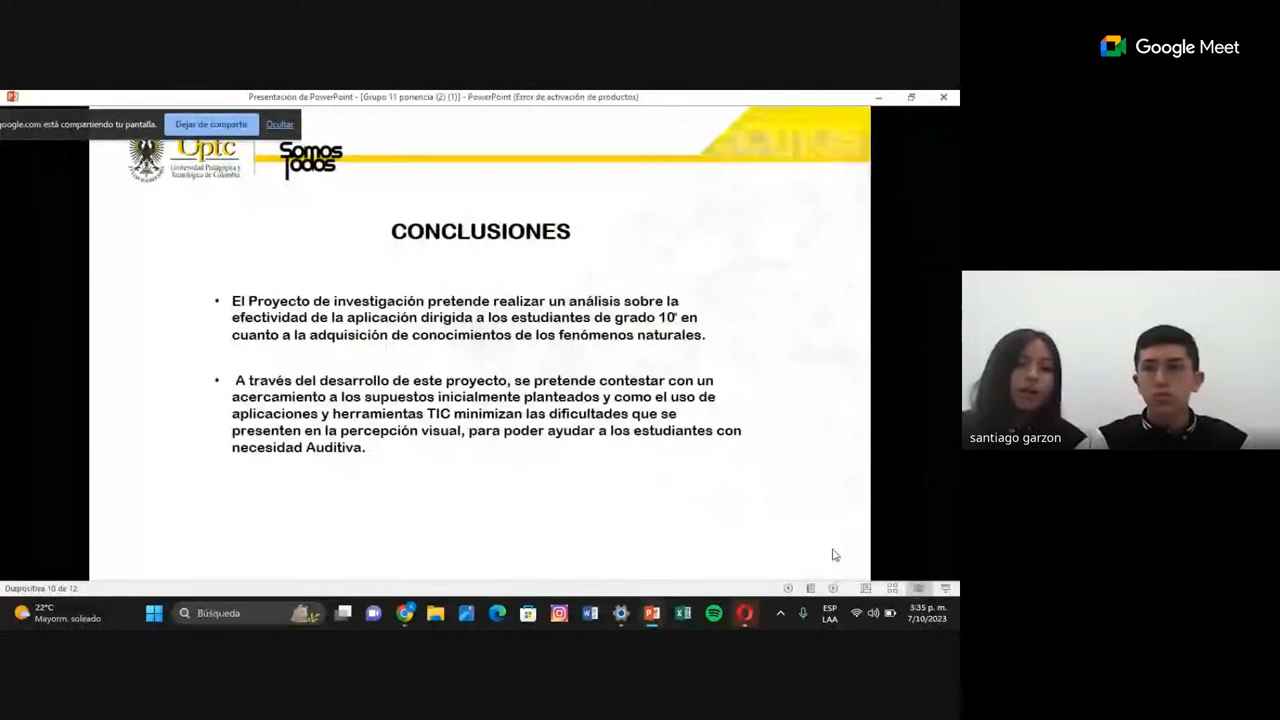 Google Meet
Presentación de PowerPoint - [Grupo 11 ponencia (2) (1)] - PowerPoint (Error de activación de productos)
google.com está compartiendo tu pantalla.
Dejar de compartir
Ocultar
Uptc
Universidad Pedagógica y
Tecnológica de Colombia
Somos
Todos
CONCLUSIONES
• El Proyecto de investigación pretende realizar un análisis sobre la
efectividad de la aplicación dirigida a los estudiantes de grado 10º en
cuanto a la adquisición de conocimientos de los fenómenos naturales.
• A través del desarrollo de este proyecto, se pretende contestar con un
acercamiento a los supuestos inicialmente planteados y como el uso de
aplicaciones y herramientas TIC minimizan las dificultades que se
presenten en la percepción visual, para poder ayudar a los estudiantes con
necesidad Auditiva.
santiago garzon
Diapositiva 10 de 12
22°C
Mayorm. soleado
Búsqueda
ESP
LAA
3:35 p. m.
7/10/2023